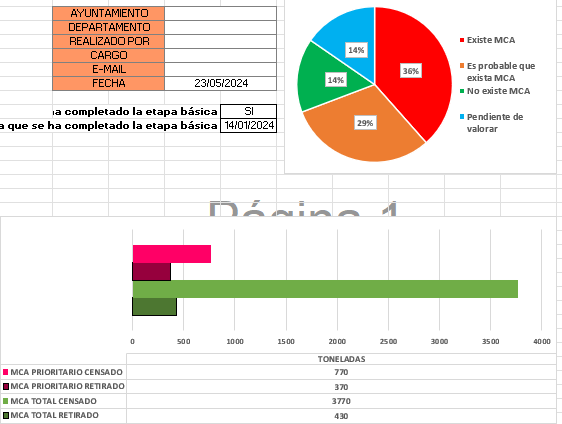 AYUNTAMIENTO
DEPARTAMENTO
REALIZADO POR
CARGO
E-MAIL
FECHA 23/05/2024
ha completado la etapa básica SI
a que se ha completado la etapa básica 14/01/2024
36%
29%
14%
14%
Existe MCA
Es probable que
exista MCA
No existe MCA
Pendiente de
valorar
Página 1
0 500 1000 1500 2000 2500 3000 3500 4000
TONELADAS
MCA PRIORITARIO CENSADO 770
MCA PRIORITARIO RETIRADO 370
MCA TOTAL CENSADO 3770
MCA TOTAL RETIRADO 430